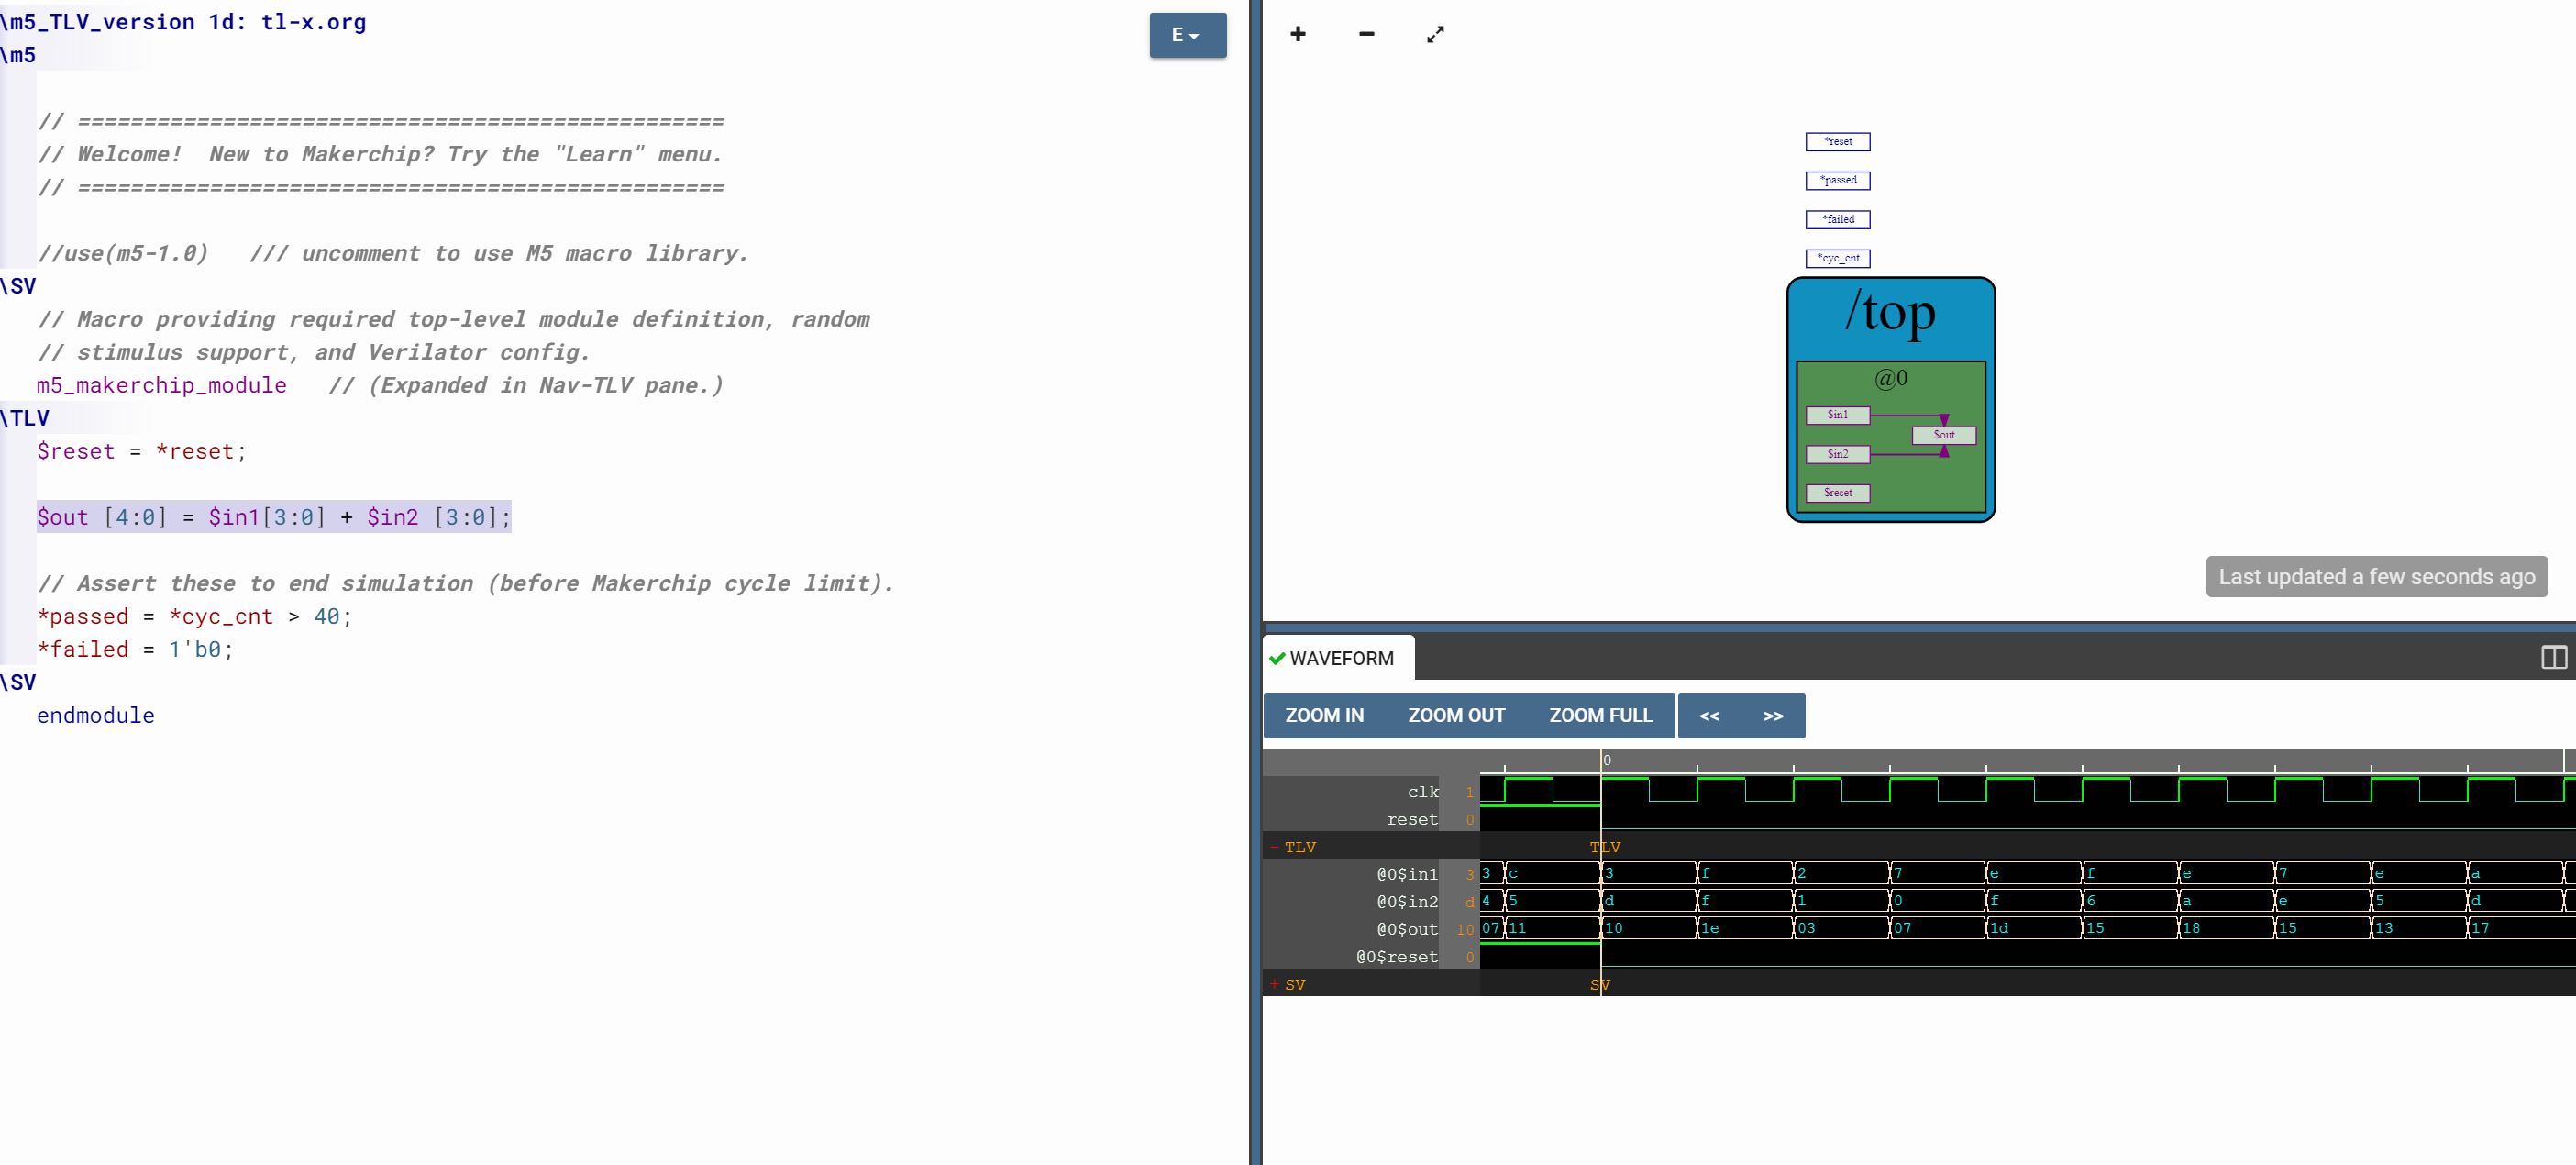 \m5_TLV_version 1d: tl-x.org
\m5
// =================================================
// Welcome!  New to Makerchip? Try the "Learn" menu.
// =================================================
//use(m5-1.0)   /// uncomment to use M5 macro library.
\SV
// Macro providing required top-level module definition, random
// stimulus support, and Verilator config.
m5_makerchip_module   // (Expanded in Nav-TLV pane.)
\TLV
$reset = *reset;
$out [4:0] = $in1[3:0] + $in2 [3:0];
// Assert these to end simulation (before Makerchip cycle limit).
*passed = *cyc_cnt > 40;
*failed = 1'b0;
\SV
endmodule
E
+ −
*reset
*passed
*failed
*cyc_cnt
/top
@0
$in1
$out
$in2
$reset
Last updated a few seconds ago
WAVEFORM
ZOOM IN ZOOM OUT ZOOM FULL << >>
0
clk 1
reset 0
- TLV TLV
@0$in1 3 3 c 3 f 2 7 e f e 7 e a
@0$in2 d 4 5 d f 1 0 f 6 a e 5 d
@0$out 10 07 11 10 1e 03 07 1d 15 18 15 13 17
@0$reset 0
+ SV SV